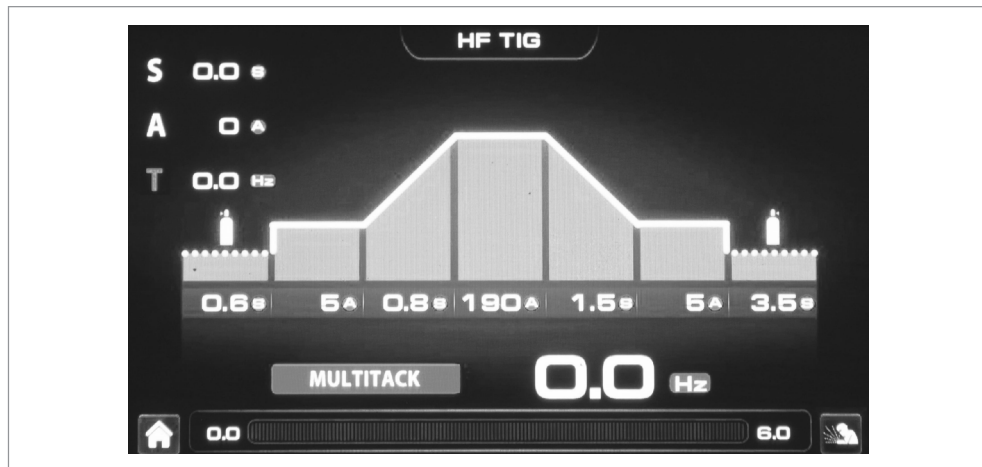 HF TIG
S 0.0 s
A 0 A
T 0.0 Hz
0.6 s 5 A 0.8 s 190 A 1.5 s 5 A 3.5 s
MULTITACK 0.0 Hz
0.0 6.0